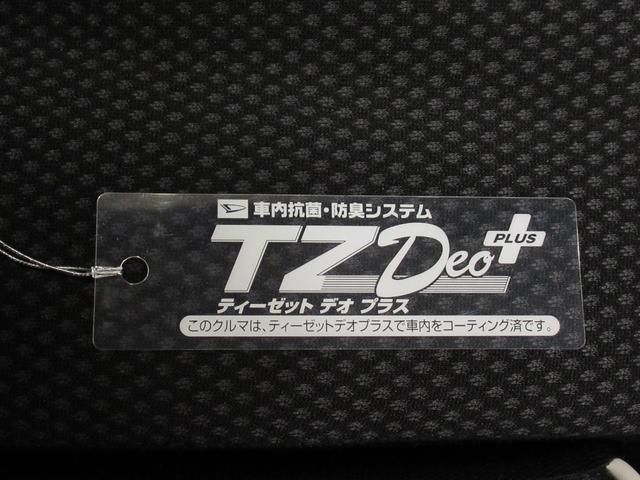 車内抗菌・防臭システム
TZ Deo PLUS
ティーゼット デオ プラス
このクルマは、ティーゼットデオプラスで車内をコーティング済です。